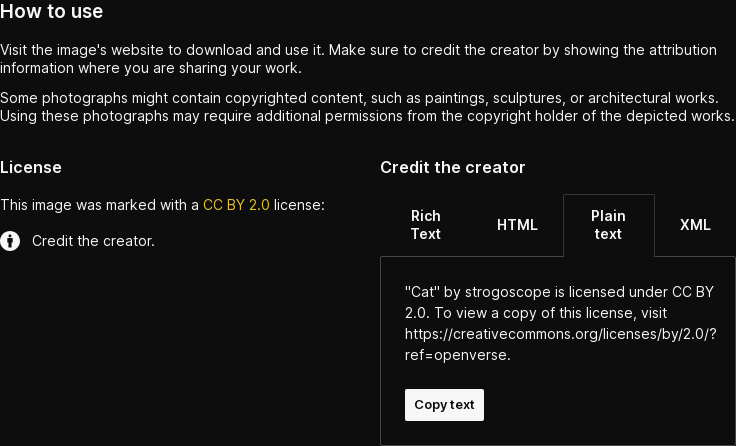 How to use
Visit the image's website to download and use it. Make sure to credit the creator by showing the attribution
information where you are sharing your work.
Some photographs might contain copyrighted content, such as paintings, sculptures, or architectural works.
Using these photographs may require additional permissions from the copyright holder of the depicted works.
License
This image was marked with a CC BY 2.0 license:
Credit the creator.
Credit the creator
Rich
Text
HTML
Plain
text
XML
"Cat" by strogoscope is licensed under CC BY
2.0. To view a copy of this license, visit
https://creativecommons.org/licenses/by/2.0/?
ref=openverse.
Copy text